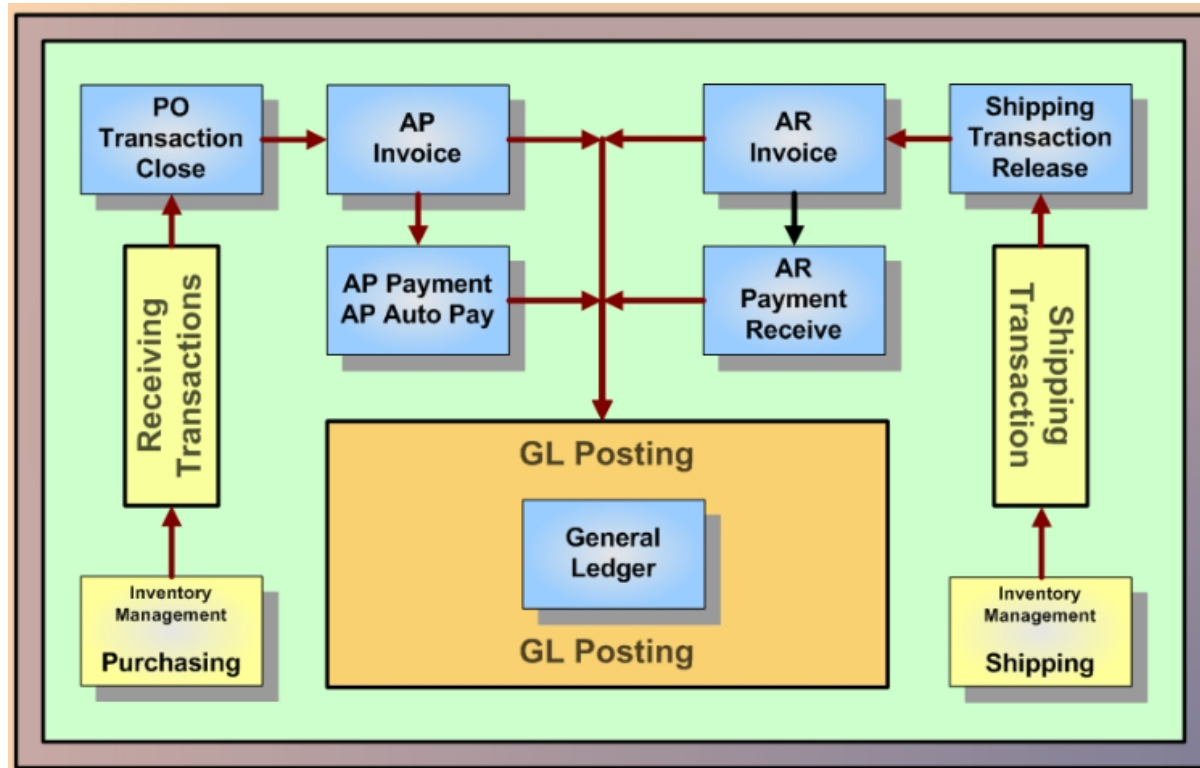 PO
Transaction
Close
AP
Invoice
AR
Invoice
Shipping
Transaction
Release
Receiving
Transactions
AP Payment
AP Auto Pay
AR
Payment
Receive
Shipping
Transaction
GL Posting
General
Ledger
GL Posting
Inventory
Management
Purchasing
Inventory
Management
Shipping